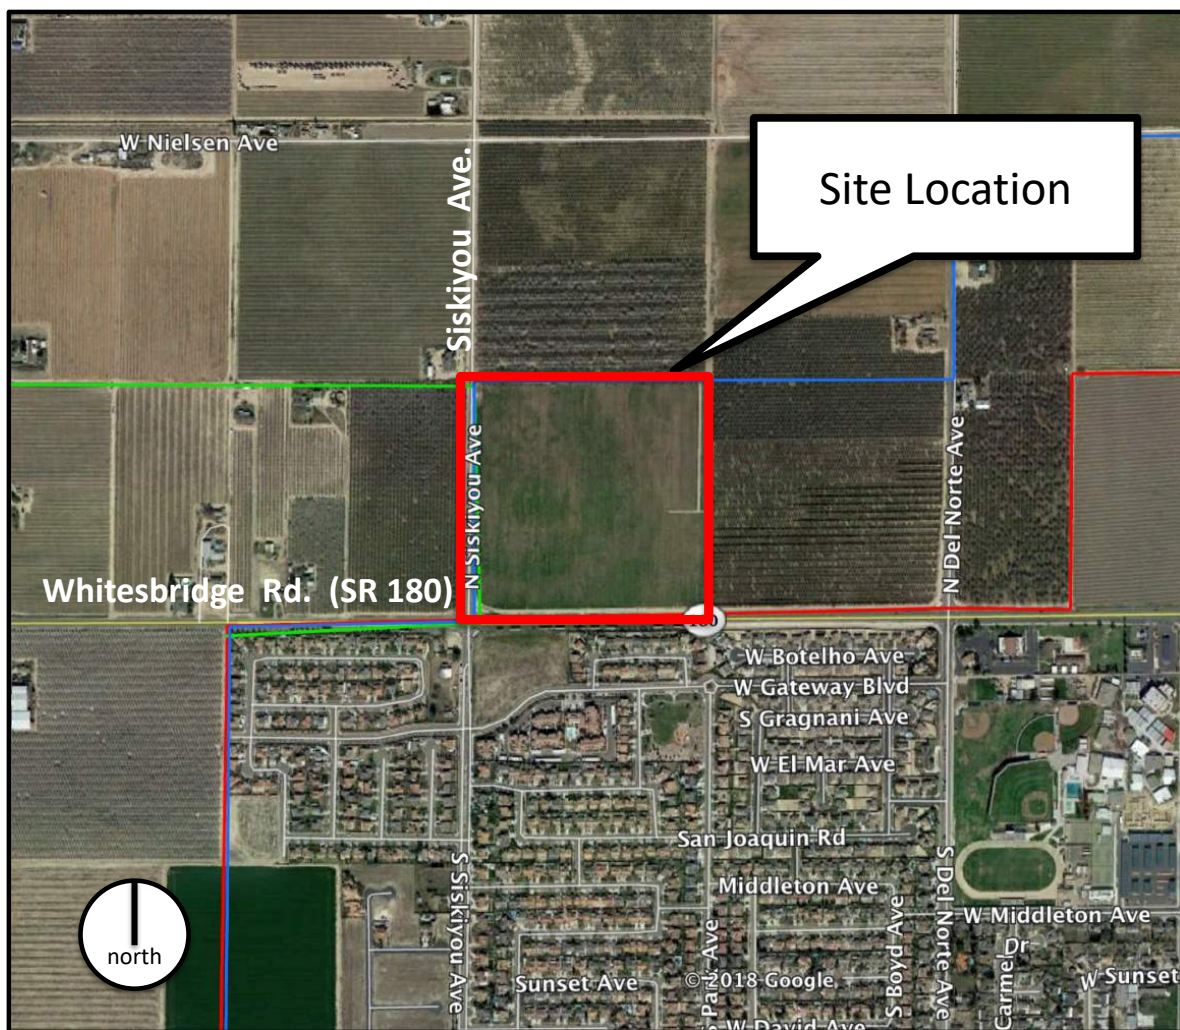 W Nielsen Ave
Siskiyou Ave.
Site Location
N Siskiyou Ave
N Del Norte Ave
Whitesbridge Rd. (SR 180)
W Botelho Ave
W Gateway Blvd
S Gragnani Ave
W El Mar Ave
San Joaquin Rd
S Siskiyou Ave
Middleton Ave
S Del Norte Ave
W Middleton Ave
S Boyd Ave
Carmel Dr
north
Sunset Ave
© 2018 Google
W Sunset
W David Ave